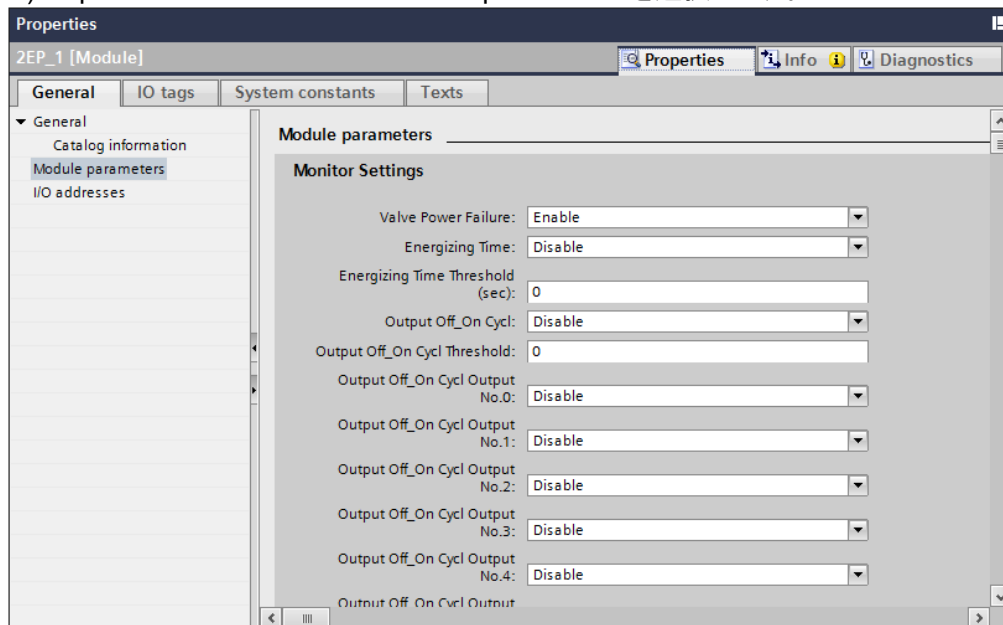 Properties
2EP_1 [Module]
Properties Info Diagnostics
General IO tags System constants Texts
General
Catalog information
Module parameters
I/O addresses
Module parameters
Monitor Settings
Valve Power Failure: Enable
Energizing Time: Disable
Energizing Time Threshold
(sec): 0
Output Off_On Cycl: Disable
Output Off_On Cycl Threshold: 0
Output Off_On Cycl Output
No.0: Disable
Output Off_On Cycl Output
No.1: Disable
Output Off_On Cycl Output
No.2: Disable
Output Off_On Cycl Output
No.3: Disable
Output Off_On Cycl Output
No.4: Disable
Output Off_On Cycl Output